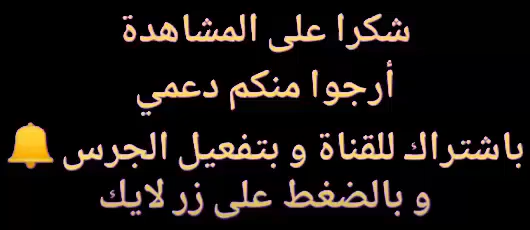 شكرا على المشاهدة
أرجوا منكم دعمي
باشتراك للقناة و بتفعيل الجرس 🔔
و بالضغط على زر لايك